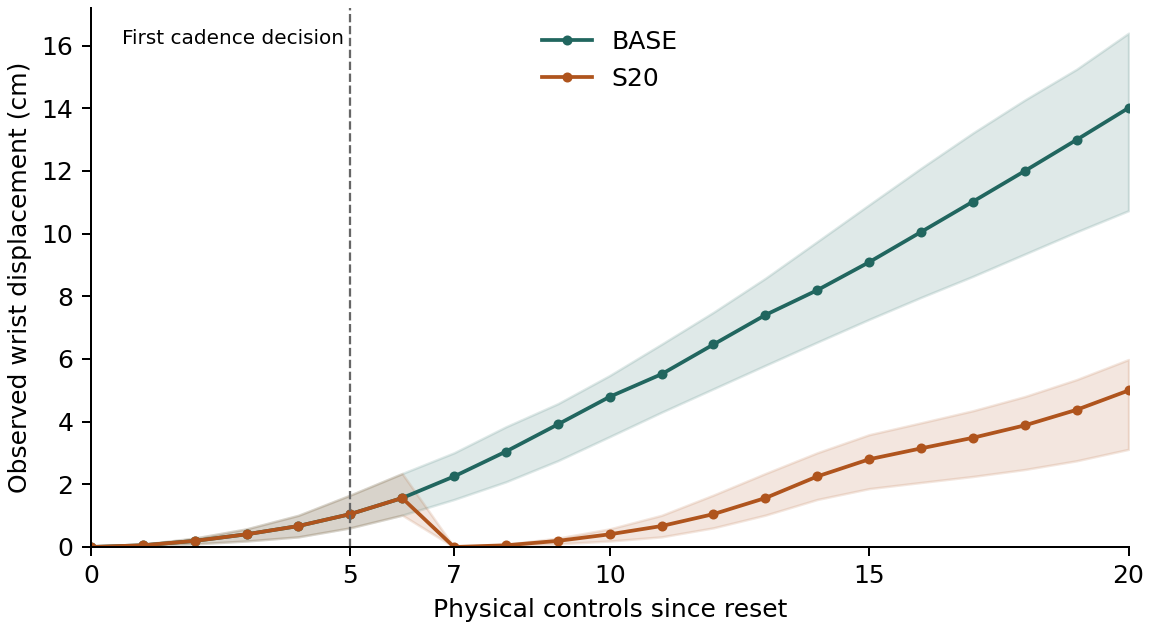 First cadence decision
BASE
S20
Observed wrist displacement (cm)
16
14
12
10
8
6
4
2
0
0 5 7 10 15 20
Physical controls since reset